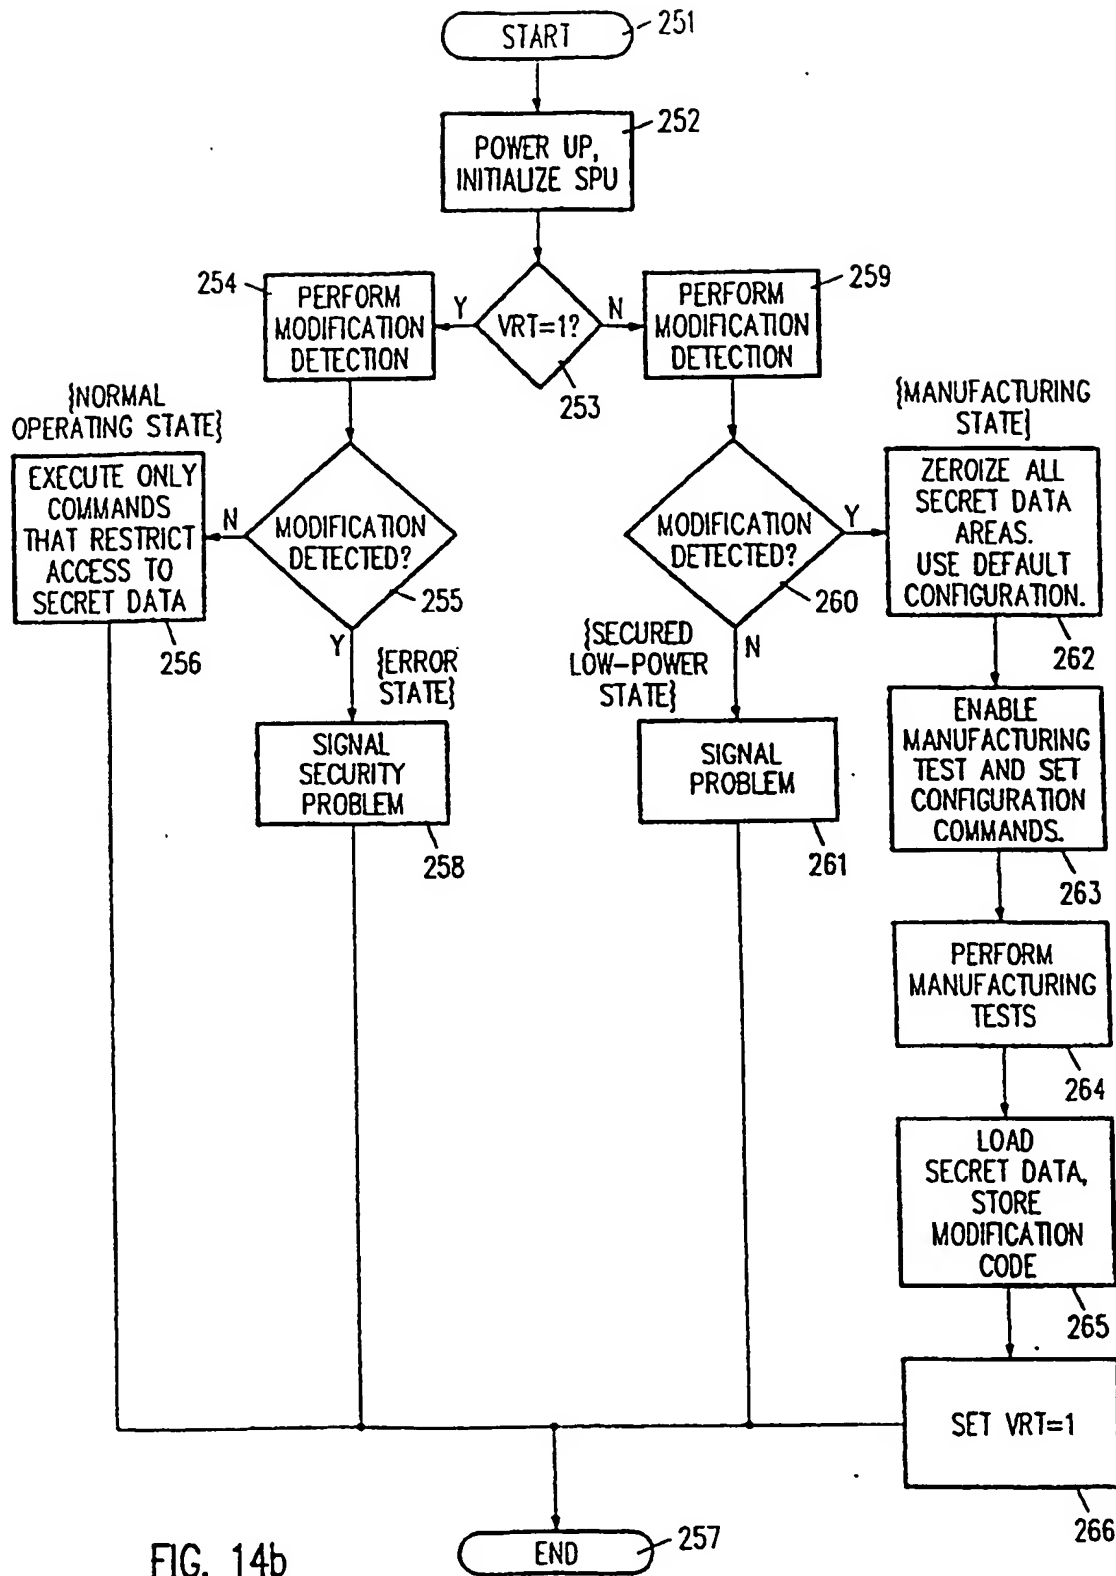 START
251
POWER UP,
INITIALIZE SPU
252
VRT=1?
253
Y
N
254
PERFORM
MODIFICATION
DETECTION
259
PERFORM
MODIFICATION
DETECTION
{NORMAL
OPERATING STATE}
EXECUTE ONLY
COMMANDS
THAT RESTRICT
ACCESS TO
SECRET DATA
256
N
MODIFICATION
DETECTED?
255
Y
{ERROR
STATE}
SIGNAL
SECURITY
PROBLEM
258
MODIFICATION
DETECTED?
260
Y
N
{SECURED
LOW-POWER
STATE}
SIGNAL
PROBLEM
261
{MANUFACTURING
STATE}
ZEROIZE ALL
SECRET DATA
AREAS.
USE DEFAULT
CONFIGURATION.
262
ENABLE
MANUFACTURING
TEST AND SET
CONFIGURATION
COMMANDS.
263
PERFORM
MANUFACTURING
TESTS
264
LOAD
SECRET DATA,
STORE
MODIFICATION
CODE
265
SET VRT=1
266
END
257
FIG. 14b